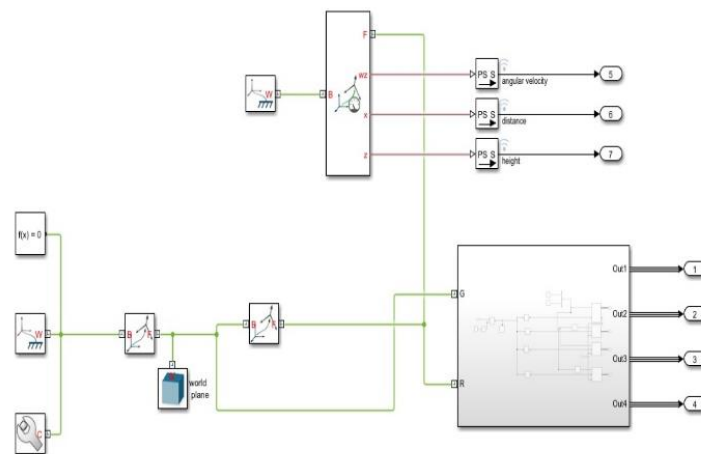 F
W
B
wz
PS S
angular velocity
5
x
PS S
distance
6
z
PS S
height
7
f(x) = 0
W
B
F
B
F
world
plane
C
G
R
Out1
1
Out2
2
Out3
3
Out4
4